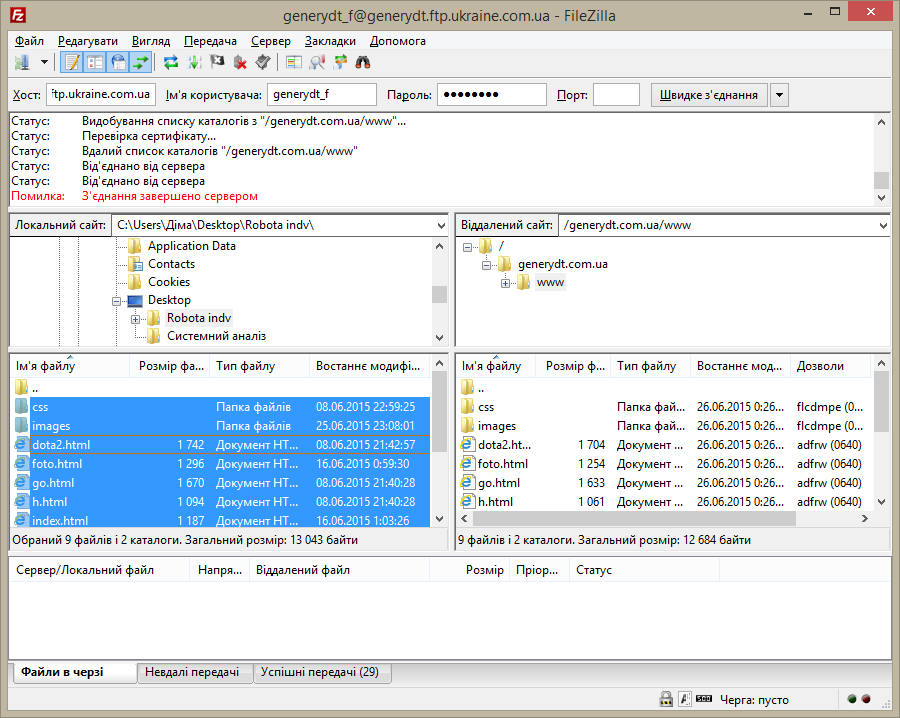 generydt_f@generydt.ftp.ukraine.com.ua - FileZilla
Файл Редагувати Вигляд Передача Сервер Закладки Допомога
Хост: ftp.ukraine.com.ua Ім'я користувача: generydt_f Пароль: ●●●●●●●● Порт: Швидке з'єднання
Статус: Видобування списку каталогів з "/generydt.com.ua/www"...
Статус: Перевірка сертифікату...
Статус: Вдалий список каталогів "/generydt.com.ua/www"
Статус: Від'єднано від сервера
Статус: Від'єднано від сервера
Помилка: З'єднання завершено сервером
Локальний сайт: C:\Users\Діма\Desktop\Robota indv\
Application Data
Contacts
Cookies
Desktop
Robota indv
Системний аналіз
Віддалений сайт: /generydt.com.ua/www
/
generydt.com.ua
www
Ім'я файлу Розмір фа... Тип файлу Востаннє модифі...
..
css Папка файлів 08.06.2015 22:59:25
images Папка файлів 25.06.2015 23:08:01
dota2.html 1 742 Документ HT... 08.06.2015 21:42:57
foto.html 1 296 Документ HT... 16.06.2015 0:59:30
go.html 1 670 Документ HT... 08.06.2015 21:40:28
h.html 1 094 Документ HT... 08.06.2015 21:40:28
index.html 1 187 Документ HT... 16.06.2015 1:03:26
Обраний 9 файлів і 2 каталоги. Загальний розмір: 13 043 байти
Ім'я файлу Розмір ф... Тип файлу Востаннє мод... Дозволи
..
css Папка фай... 26.06.2015 0:26... flcdmpe (0...
images Папка фай... 26.06.2015 0:26... flcdmpe (0...
dota2.ht... 1 704 Документ ... 26.06.2015 0:26... adfrw (0640)
foto.html 1 254 Документ ... 26.06.2015 0:26... adfrw (0640)
go.html 1 633 Документ ... 26.06.2015 0:26... adfrw (0640)
h.html 1 061 Документ ... 26.06.2015 0:26... adfrw (0640)
9 файлів і 2 каталоги. Загальний розмір: 12 684 байти
Сервер/Локальний файл Напря... Віддалений файл Розмір Пріор... Статус
Файли в черзі Невдалі передачі Успішні передачі (29)
Черга: пусто